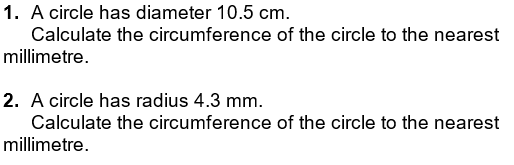 1. A circle has diameter 10.5 cm.
Calculate the circumference of the circle to the nearest
millimetre.
2. A circle has radius 4.3 mm.
Calculate the circumference of the circle to the nearest
millimetre.